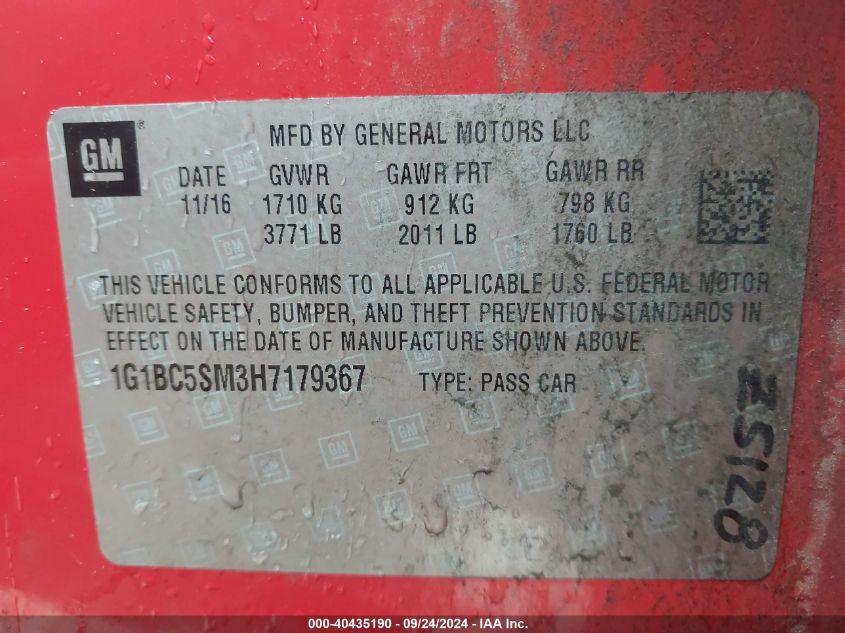 GM
MFD BY GENERAL MOTORS LLC
DATE GVWR GAWR FRT GAWR RR
11/16 1710 KG 912 KG 798 KG
3771 LB 2011 LB 1760 LB
THIS VEHICLE CONFORMS TO ALL APPLICABLE U.S. FEDERAL MOTOR
VEHICLE SAFETY, BUMPER, AND THEFT PREVENTION STANDARDS IN
EFFECT ON THE DATE OF MANUFACTURE SHOWN ABOVE.
1G1BC5SM3H7179367 TYPE: PASS CAR
25128
000-40435190 - 09/24/2024 - IAA Inc.